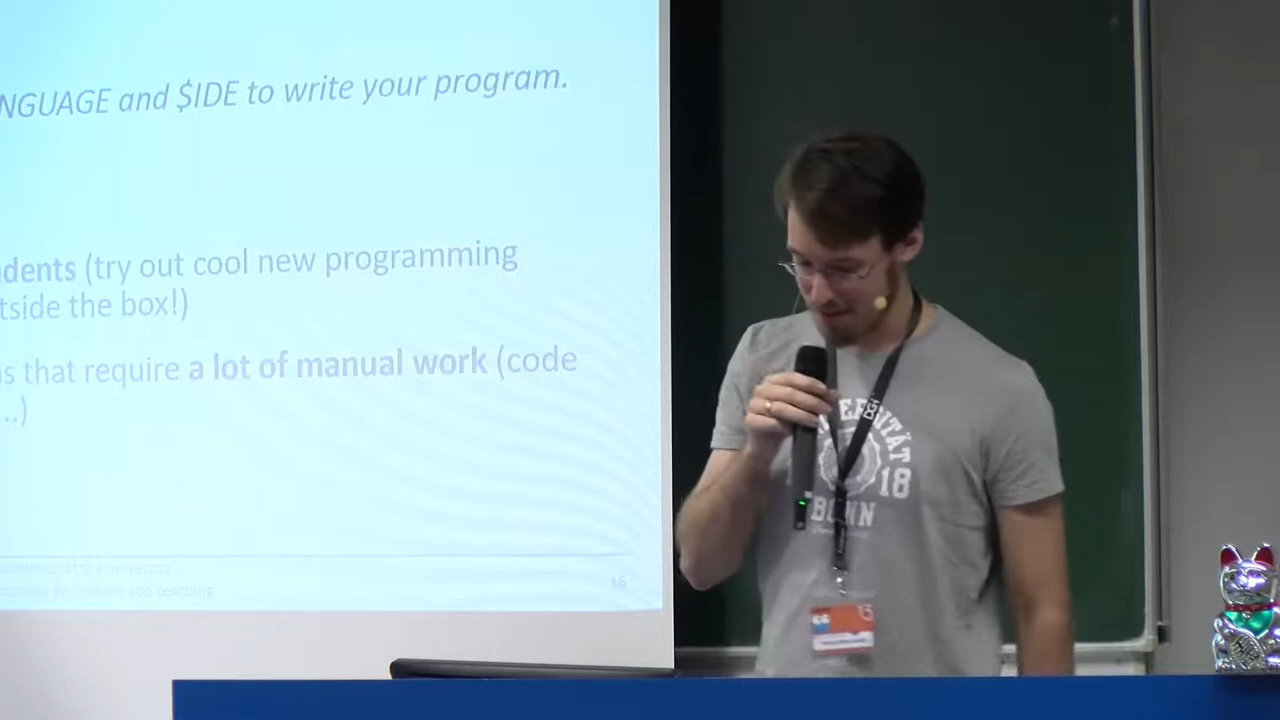 NGUAGE and $IDE to write your program.
dents (try out cool new programming
tside the box!)
s that require a lot of manual work (code
...)
16
18
BONN